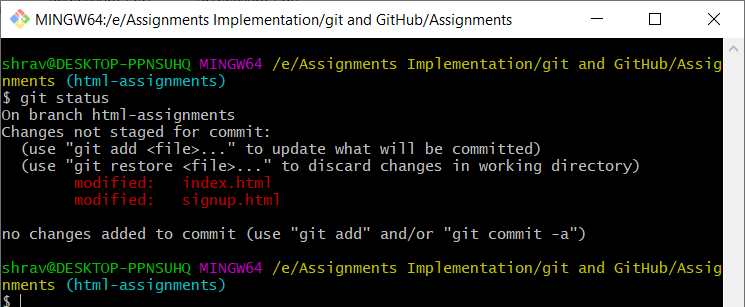 MINGW64:/e/Assignments Implementation/git and GitHub/Assignments
shrav@DESKTOP-PPNSUHQ MINGW64 /e/Assignments Implementation/git and GitHub/Assig
nments (html-assignments)
$ git status
On branch html-assignments
Changes not staged for commit:
  (use "git add <file>..." to update what will be committed)
  (use "git restore <file>..." to discard changes in working directory)
        modified:   index.html
        modified:   signup.html
no changes added to commit (use "git add" and/or "git commit -a")
shrav@DESKTOP-PPNSUHQ MINGW64 /e/Assignments Implementation/git and GitHub/Assig
nments (html-assignments)
$